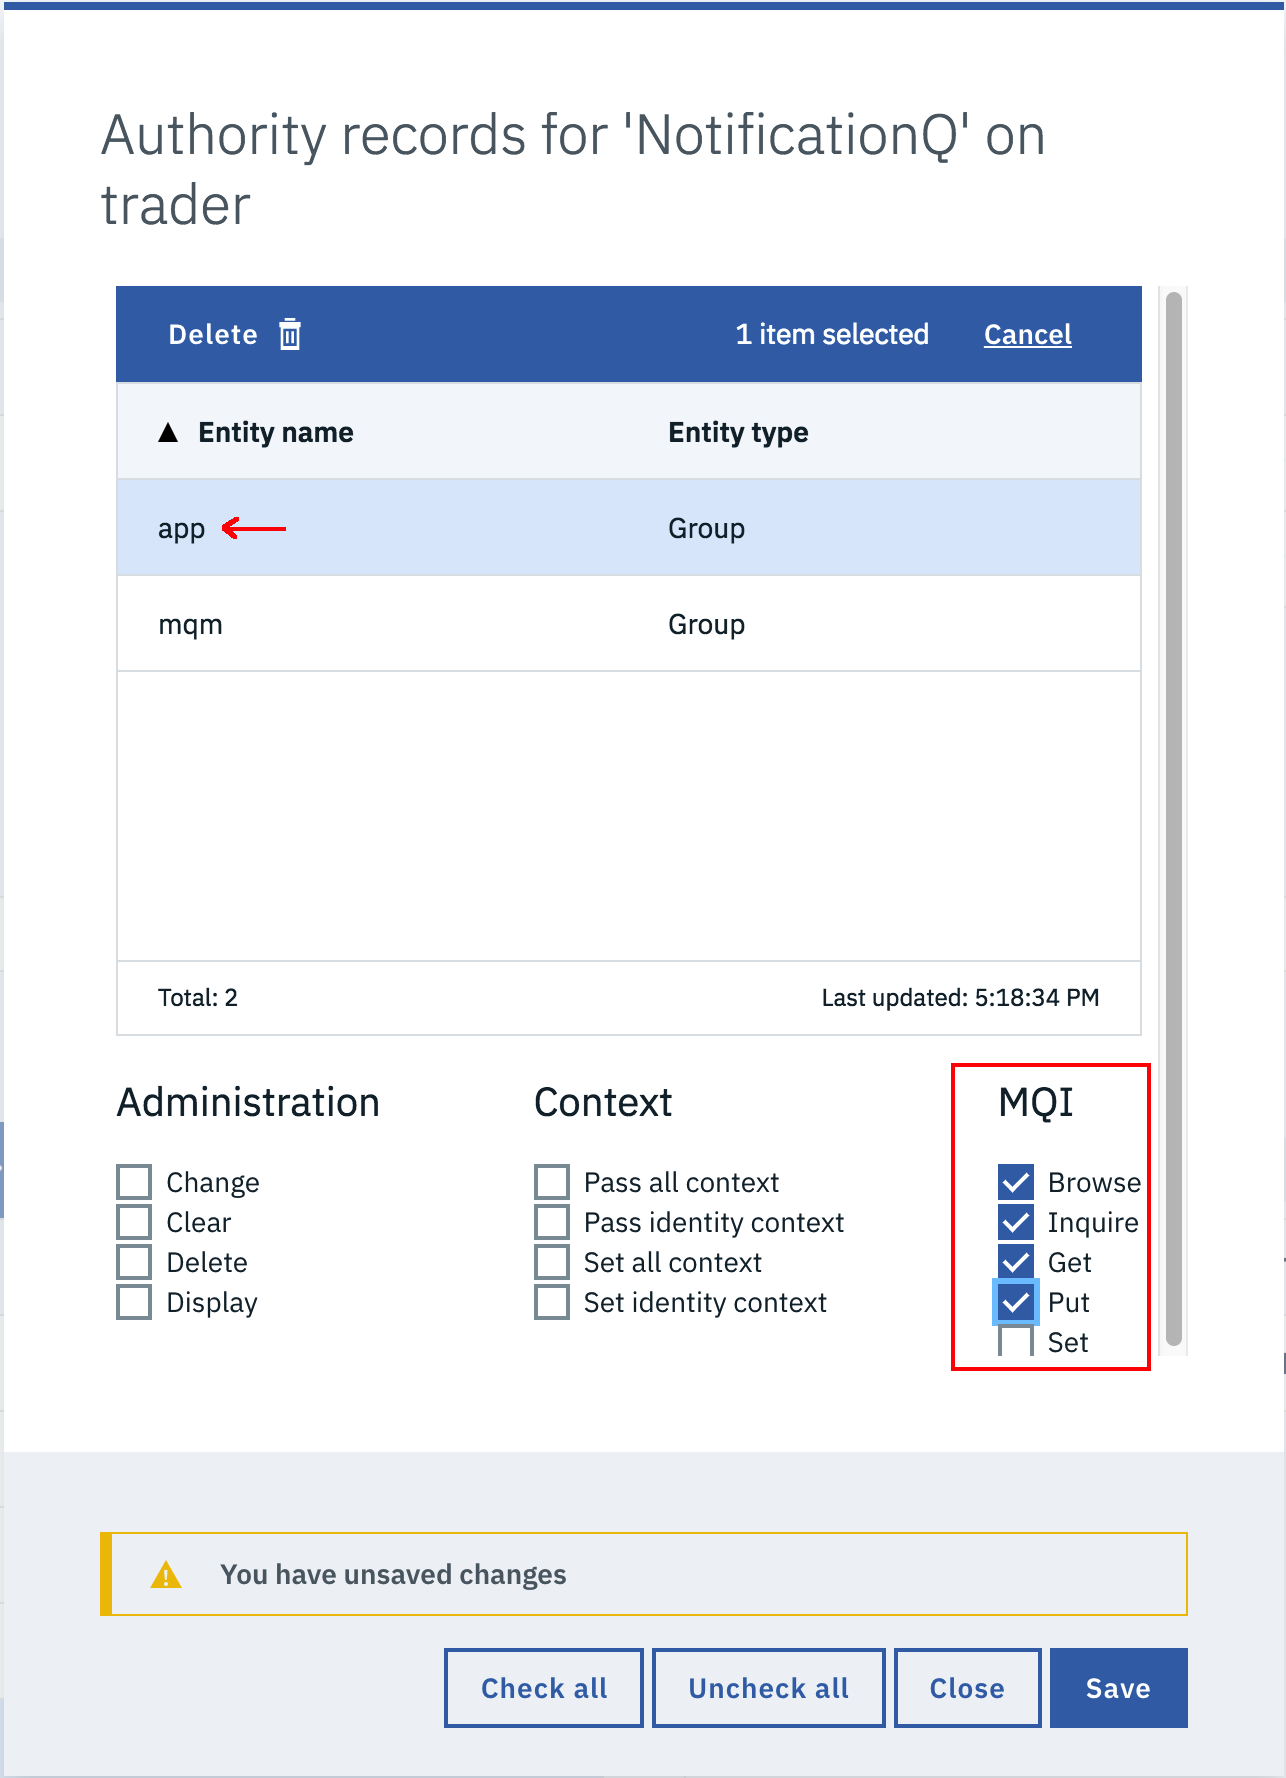 Authority records for 'NotificationQ' on
trader
Delete 1 item selected Cancel
Entity name Entity type
app Group
mqm Group
Total: 2 Last updated: 5:18:34 PM
Administration Context MQI
Change Pass all context Browse
Clear Pass identity context Inquire
Delete Set all context Get
Display Set identity context Put
Set
You have unsaved changes
Check all Uncheck all Close Save